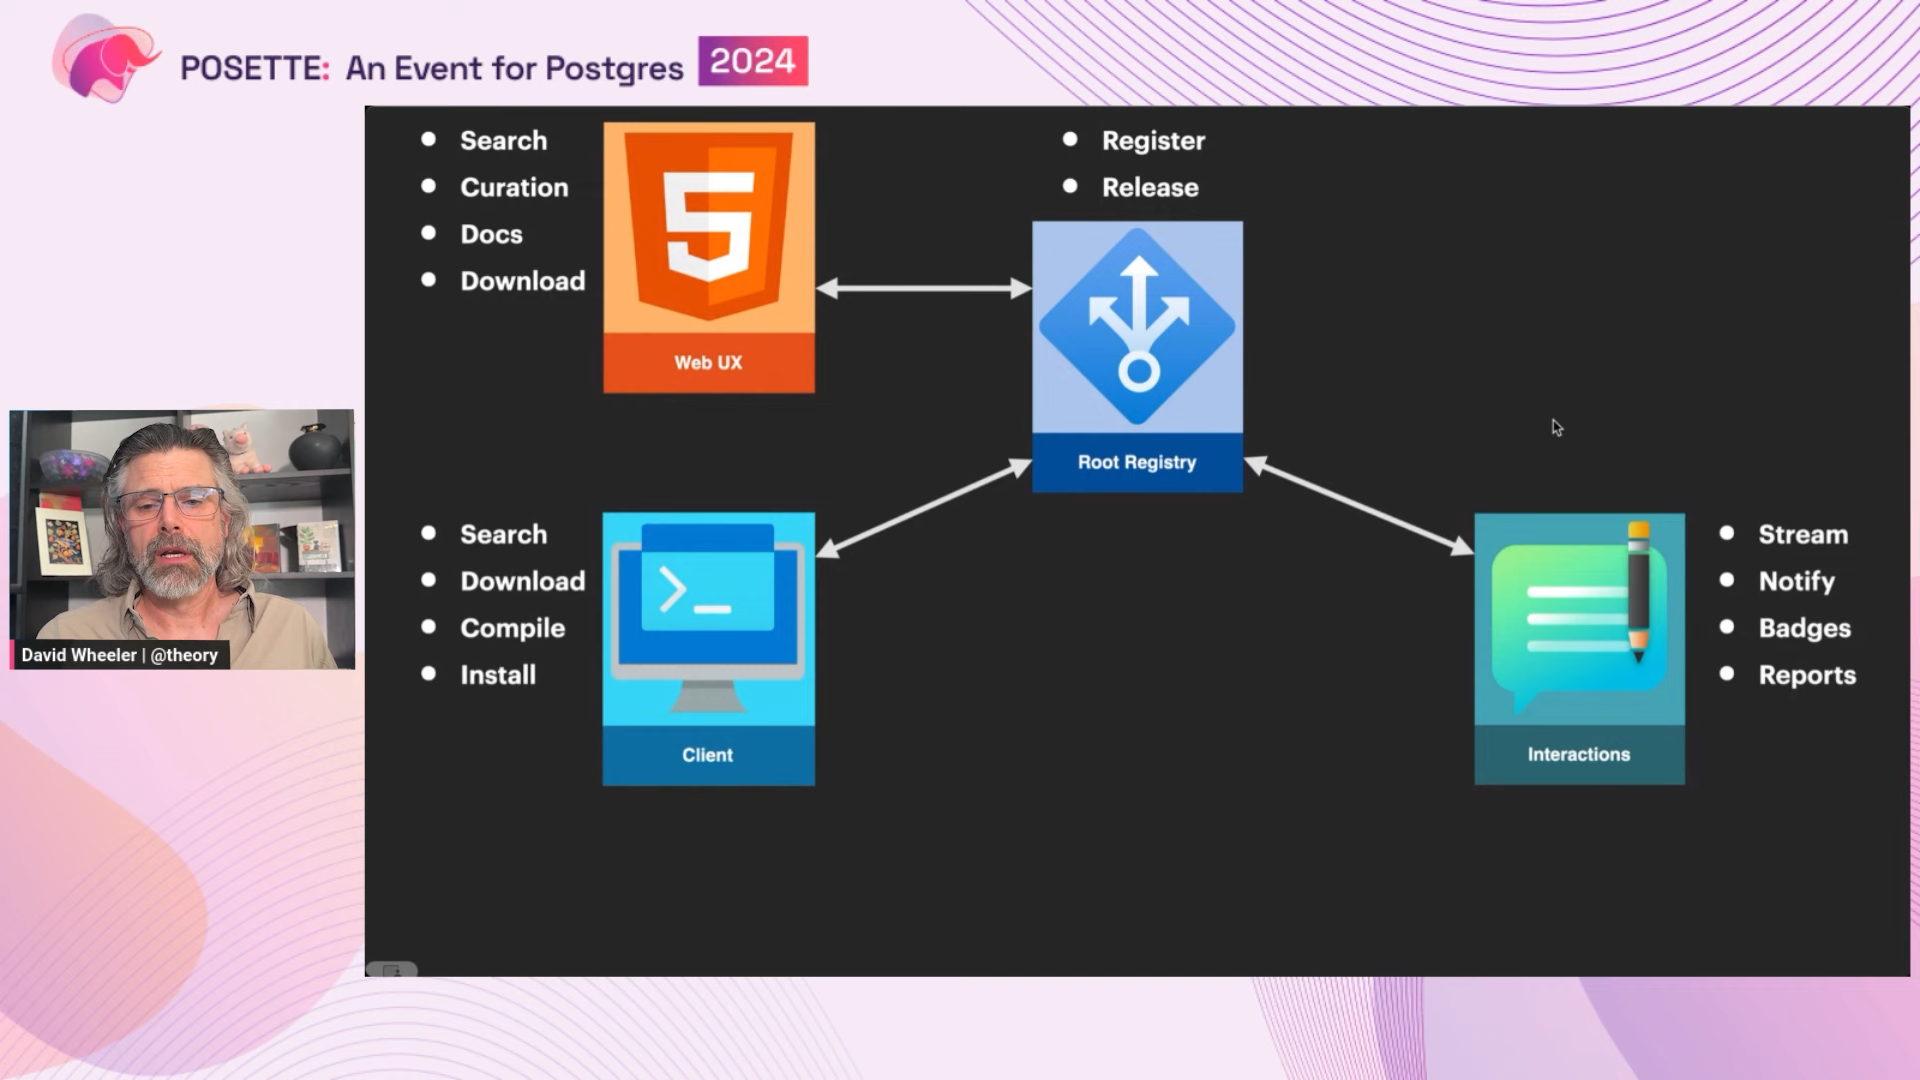 POSETTE: An Event for Postgres 2024
Search
Curation
Docs
Download
5
Web UX
Register
Release
Root Registry
Search
Download
Compile
Install
>_
Client
Stream
Notify
Badges
Reports
Interactions
David Wheeler | @theory